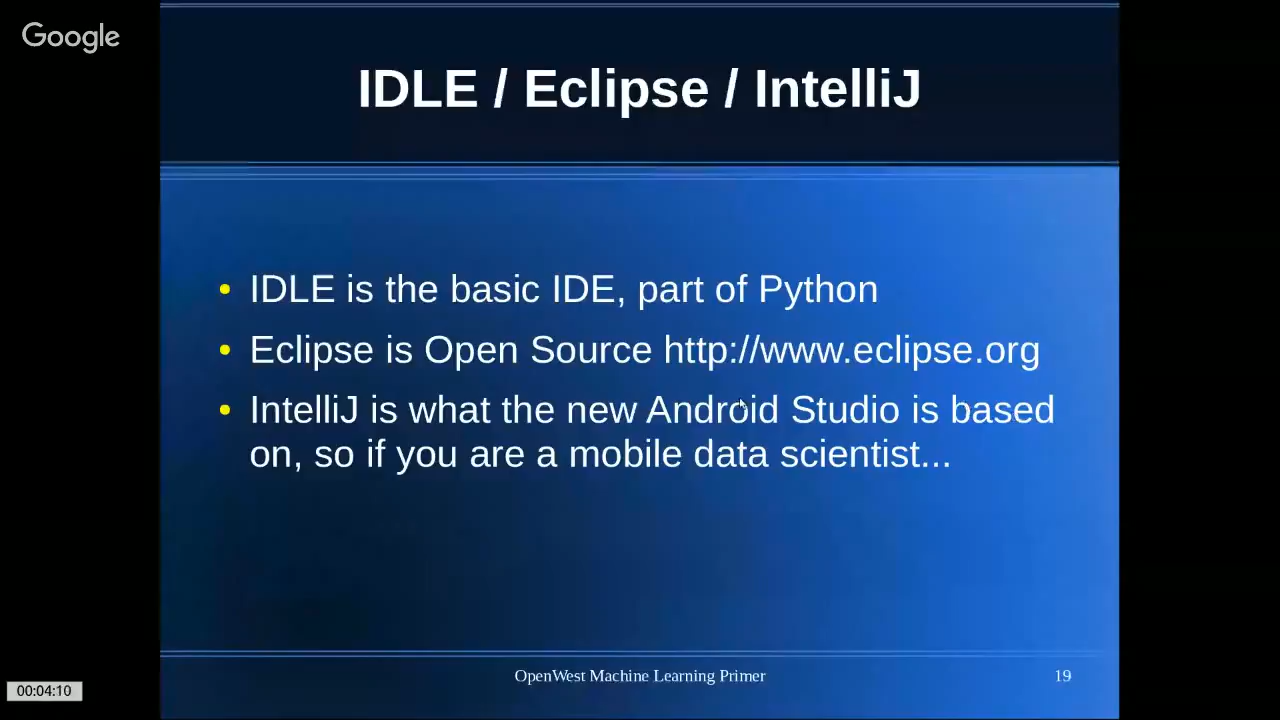 Google
IDLE / Eclipse / IntelliJ
• IDLE is the basic IDE, part of Python
• Eclipse is Open Source http://www.eclipse.org
• IntelliJ is what the new Android Studio is based
on, so if you are a mobile data scientist...
OpenWest Machine Learning Primer
19
00:04:10